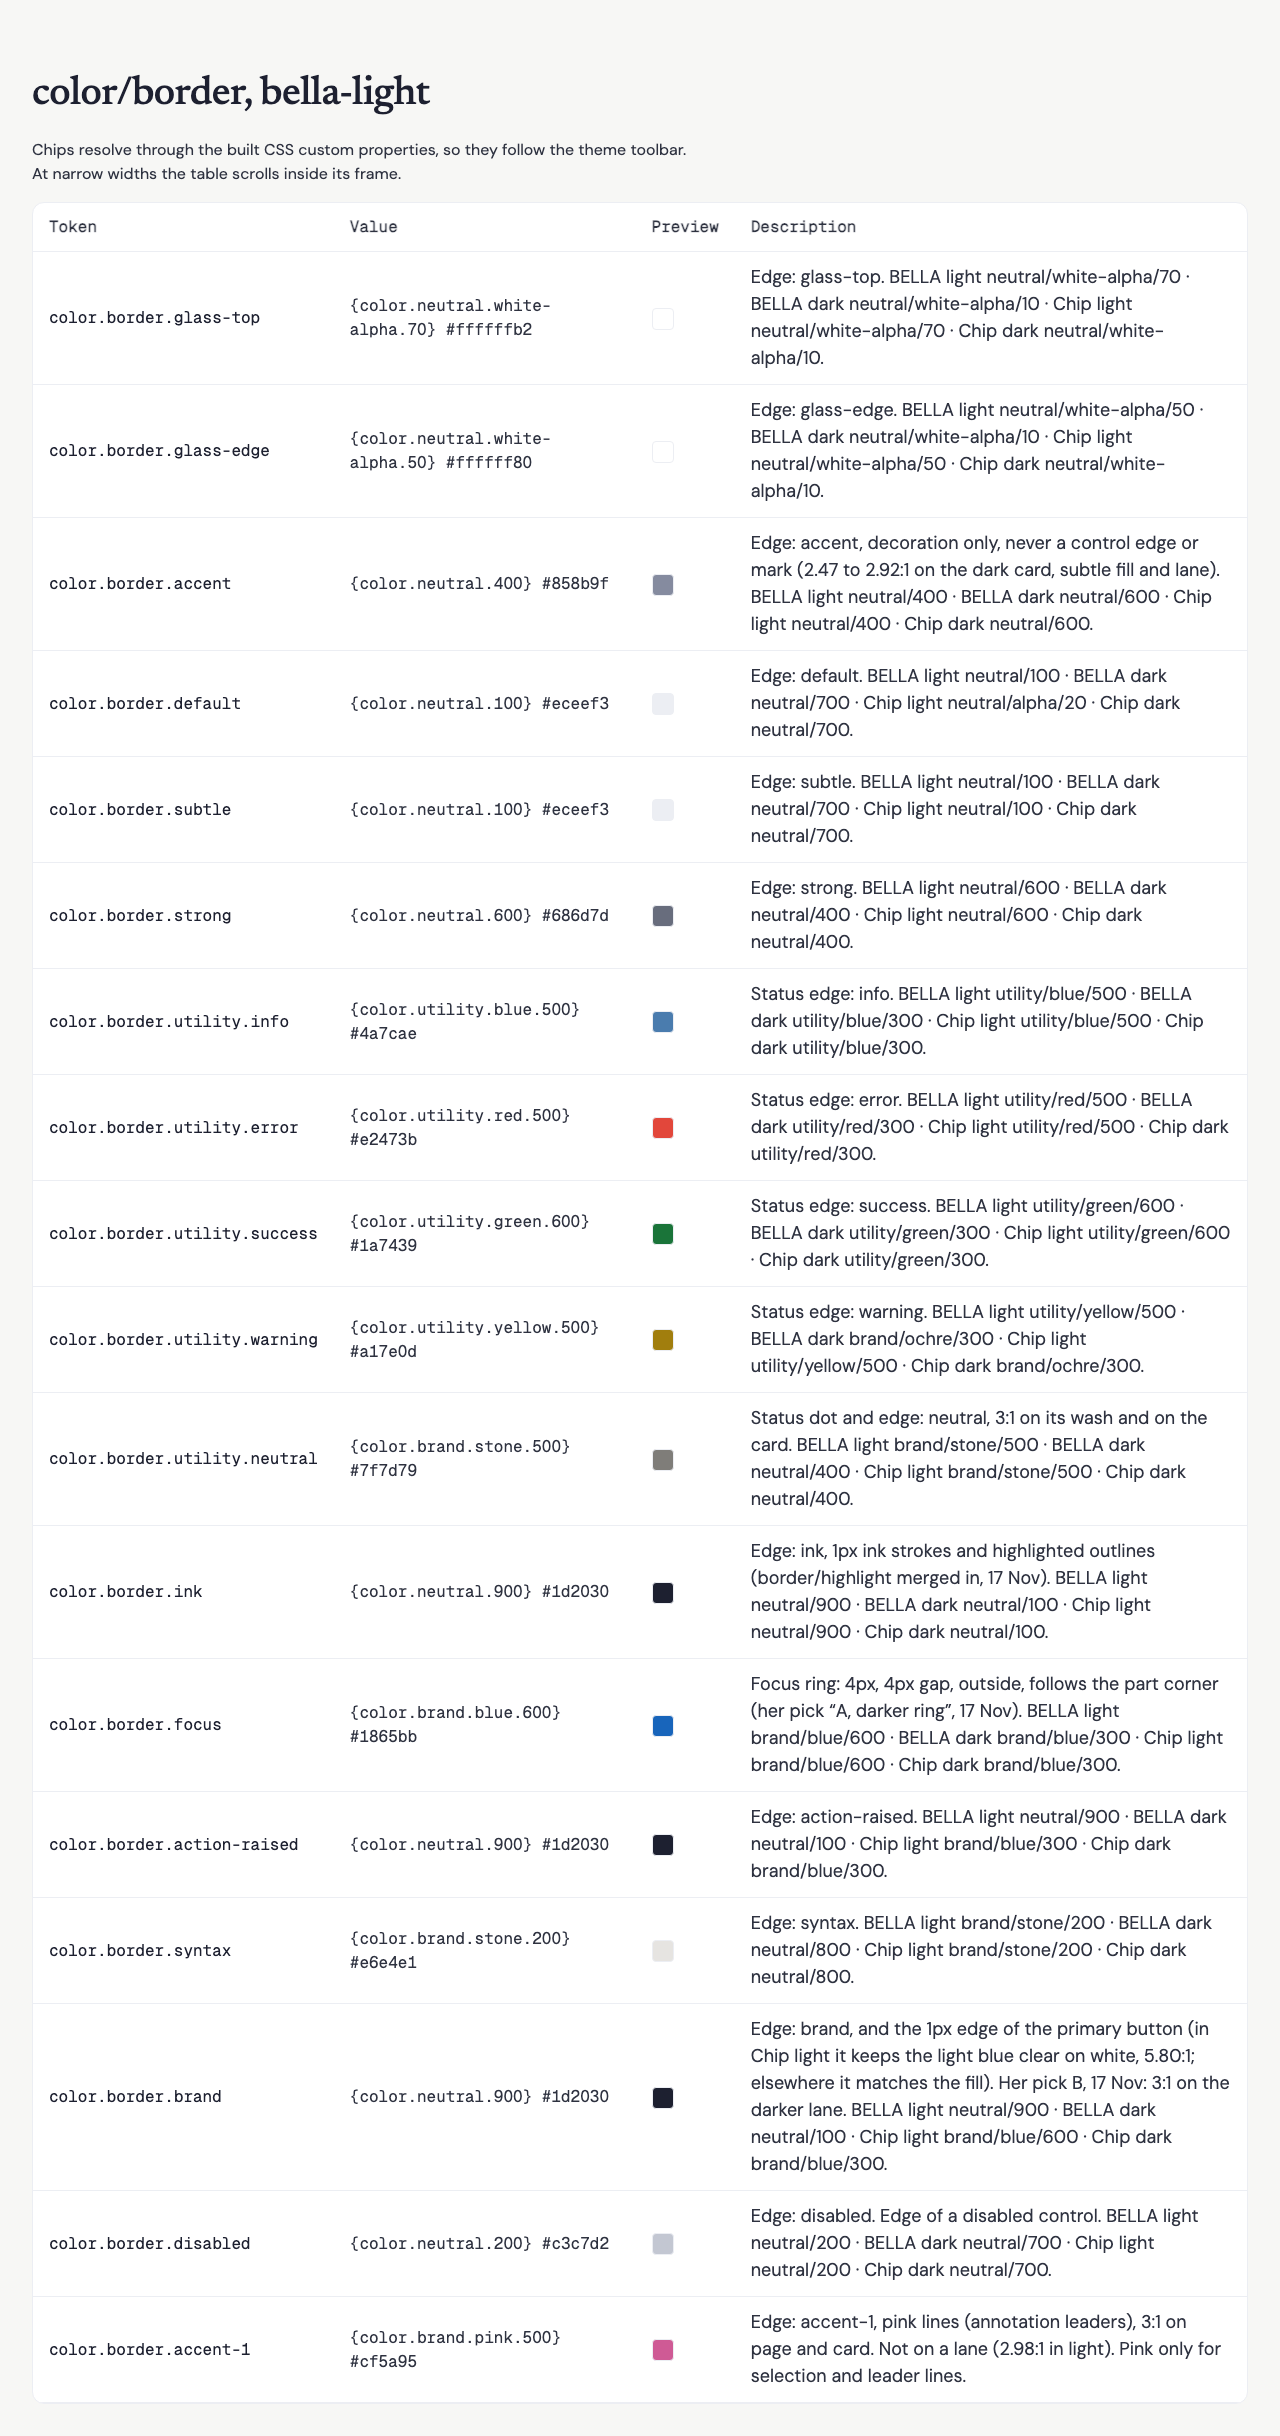 color/border, bella-light
Chips resolve through the built CSS custom properties, so they follow the theme toolbar.
At narrow widths the table scrolls inside its frame.
Token Value Preview Description
color.border.glass-top
{color.neutral.white-
alpha.70} #ffffffb2
Edge: glass-top. BELLA light neutral/white-alpha/70 ·
BELLA dark neutral/white-alpha/10 · Chip light
neutral/white-alpha/70 · Chip dark neutral/white-
alpha/10.
color.border.glass-edge
{color.neutral.white-
alpha.50} #ffffff80
Edge: glass-edge. BELLA light neutral/white-alpha/50 ·
BELLA dark neutral/white-alpha/10 · Chip light
neutral/white-alpha/50 · Chip dark neutral/white-
alpha/10.
color.border.accent
{color.neutral.400} #858b9f
Edge: accent, decoration only, never a control edge or
mark (2.47 to 2.92:1 on the dark card, subtle fill and lane).
BELLA light neutral/400 · BELLA dark neutral/600 · Chip
light neutral/400 · Chip dark neutral/600.
color.border.default
{color.neutral.100} #eceef3
Edge: default. BELLA light neutral/100 · BELLA dark
neutral/700 · Chip light neutral/alpha/20 · Chip dark
neutral/700.
color.border.subtle
{color.neutral.100} #eceef3
Edge: subtle. BELLA light neutral/100 · BELLA dark
neutral/700 · Chip light neutral/100 · Chip dark
neutral/700.
color.border.strong
{color.neutral.600} #686d7d
Edge: strong. BELLA light neutral/600 · BELLA dark
neutral/400 · Chip light neutral/600 · Chip dark
neutral/400.
color.border.utility.info
{color.utility.blue.500}
#4a7cae
Status edge: info. BELLA light utility/blue/500 · BELLA
dark utility/blue/300 · Chip light utility/blue/500 · Chip
dark utility/blue/300.
color.border.utility.error
{color.utility.red.500}
#e2473b
Status edge: error. BELLA light utility/red/500 · BELLA
dark utility/red/300 · Chip light utility/red/500 · Chip dark
utility/red/300.
color.border.utility.success
{color.utility.green.600}
#1a7439
Status edge: success. BELLA light utility/green/600 ·
BELLA dark utility/green/300 · Chip light utility/green/600
· Chip dark utility/green/300.
color.border.utility.warning
{color.utility.yellow.500}
#a17e0d
Status edge: warning. BELLA light utility/yellow/500 ·
BELLA dark brand/ochre/300 · Chip light
utility/yellow/500 · Chip dark brand/ochre/300.
color.border.utility.neutral
{color.brand.stone.500}
#7f7d79
Status dot and edge: neutral, 3:1 on its wash and on the
card. BELLA light brand/stone/500 · BELLA dark
neutral/400 · Chip light brand/stone/500 · Chip dark
neutral/400.
color.border.ink
{color.neutral.900} #1d2030
Edge: ink, 1px ink strokes and highlighted outlines
(border/highlight merged in, 17 Nov). BELLA light
neutral/900 · BELLA dark neutral/100 · Chip light
neutral/900 · Chip dark neutral/100.
color.border.focus
{color.brand.blue.600}
#1865bb
Focus ring: 4px, 4px gap, outside, follows the part corner
(her pick “A, darker ring”, 17 Nov). BELLA light
brand/blue/600 · BELLA dark brand/blue/300 · Chip light
brand/blue/600 · Chip dark brand/blue/300.
color.border.action-raised
{color.neutral.900} #1d2030
Edge: action-raised. BELLA light neutral/900 · BELLA dark
neutral/100 · Chip light brand/blue/300 · Chip dark
brand/blue/300.
color.border.syntax
{color.brand.stone.200}
#e6e4e1
Edge: syntax. BELLA light brand/stone/200 · BELLA dark
neutral/800 · Chip light brand/stone/200 · Chip dark
neutral/800.
color.border.brand
{color.neutral.900} #1d2030
Edge: brand, and the 1px edge of the primary button (in
Chip light it keeps the light blue clear on white, 5.80:1;
elsewhere it matches the fill). Her pick B, 17 Nov: 3:1 on the
darker lane. BELLA light neutral/900 · BELLA dark
neutral/100 · Chip light brand/blue/600 · Chip dark
brand/blue/300.
color.border.disabled
{color.neutral.200} #c3c7d2
Edge: disabled. Edge of a disabled control. BELLA light
neutral/200 · BELLA dark neutral/700 · Chip light
neutral/200 · Chip dark neutral/700.
color.border.accent-1
{color.brand.pink.500}
#cf5a95
Edge: accent-1, pink lines (annotation leaders), 3:1 on
page and card. Not on a lane (2.98:1 in light). Pink only for
selection and leader lines.